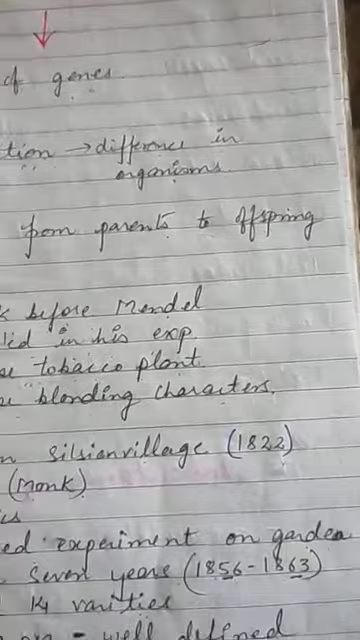 of genes.
tion → difference in
organisms.
from parents to offspring
before Mendel
in his exp
tobacco plant.
blending characters.
n Silsianvillage (1822)
(Monk)
ed experiment on garden
Seven years (1856-1863)
14 varities
- well defined